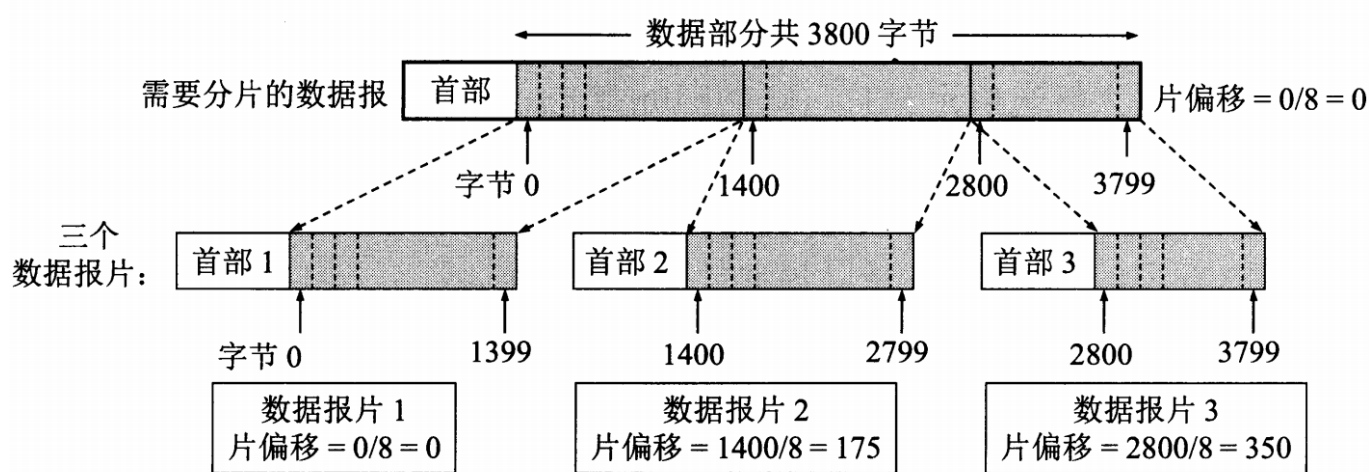 数据部分共 3800 字节
需要分片的数据报
首部
片偏移 = 0/8 = 0
字节 0
1400
2800
3799
三个
数据报片：
首部 1
首部 2
首部 3
字节 0
1399
1400
2799
2800
3799
数据报片 1
片偏移 = 0/8 = 0
数据报片 2
片偏移 = 1400/8 = 175
数据报片 3
片偏移 = 2800/8 = 350